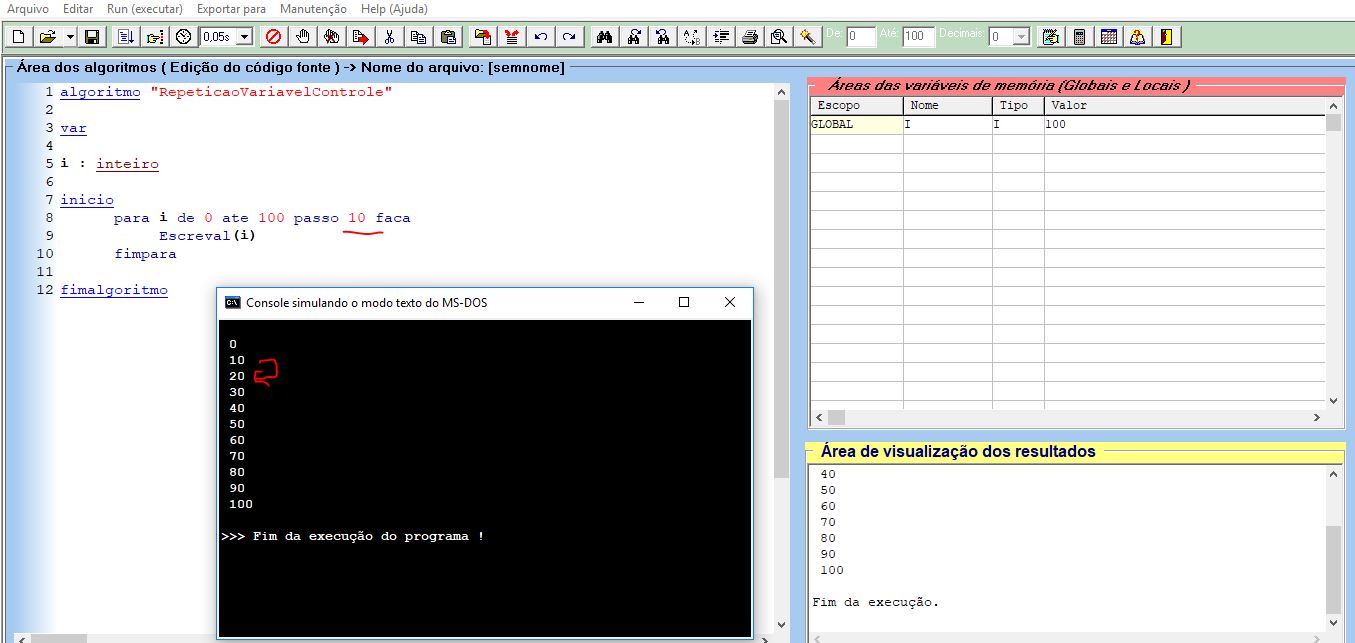 Arquivo Editar Run (executar) Exportar para Manutenção Help (Ajuda)
0,05s De: 0 Até: 100 Decimais: 0
Área dos algoritmos ( Edição do código fonte ) -> Nome do arquivo: [semnome]
1 algoritmo "RepeticaoVariavelControle"
2
3 var
4
5 i : inteiro
6
7 inicio
8 para i de 0 ate 100 passo 10 faca
9 Escreval(i)
10 fimpara
11
12 fimalgoritmo
Console simulando o modo texto do MS-DOS
0
10
20
30
40
50
60
70
80
90
100
>>> Fim da execução do programa !
Áreas das variáveis de memória (Globais e Locais )
Escopo Nome Tipo Valor
GLOBAL I I 100
Área de visualização dos resultados
40
50
60
70
80
90
100
Fim da execução.